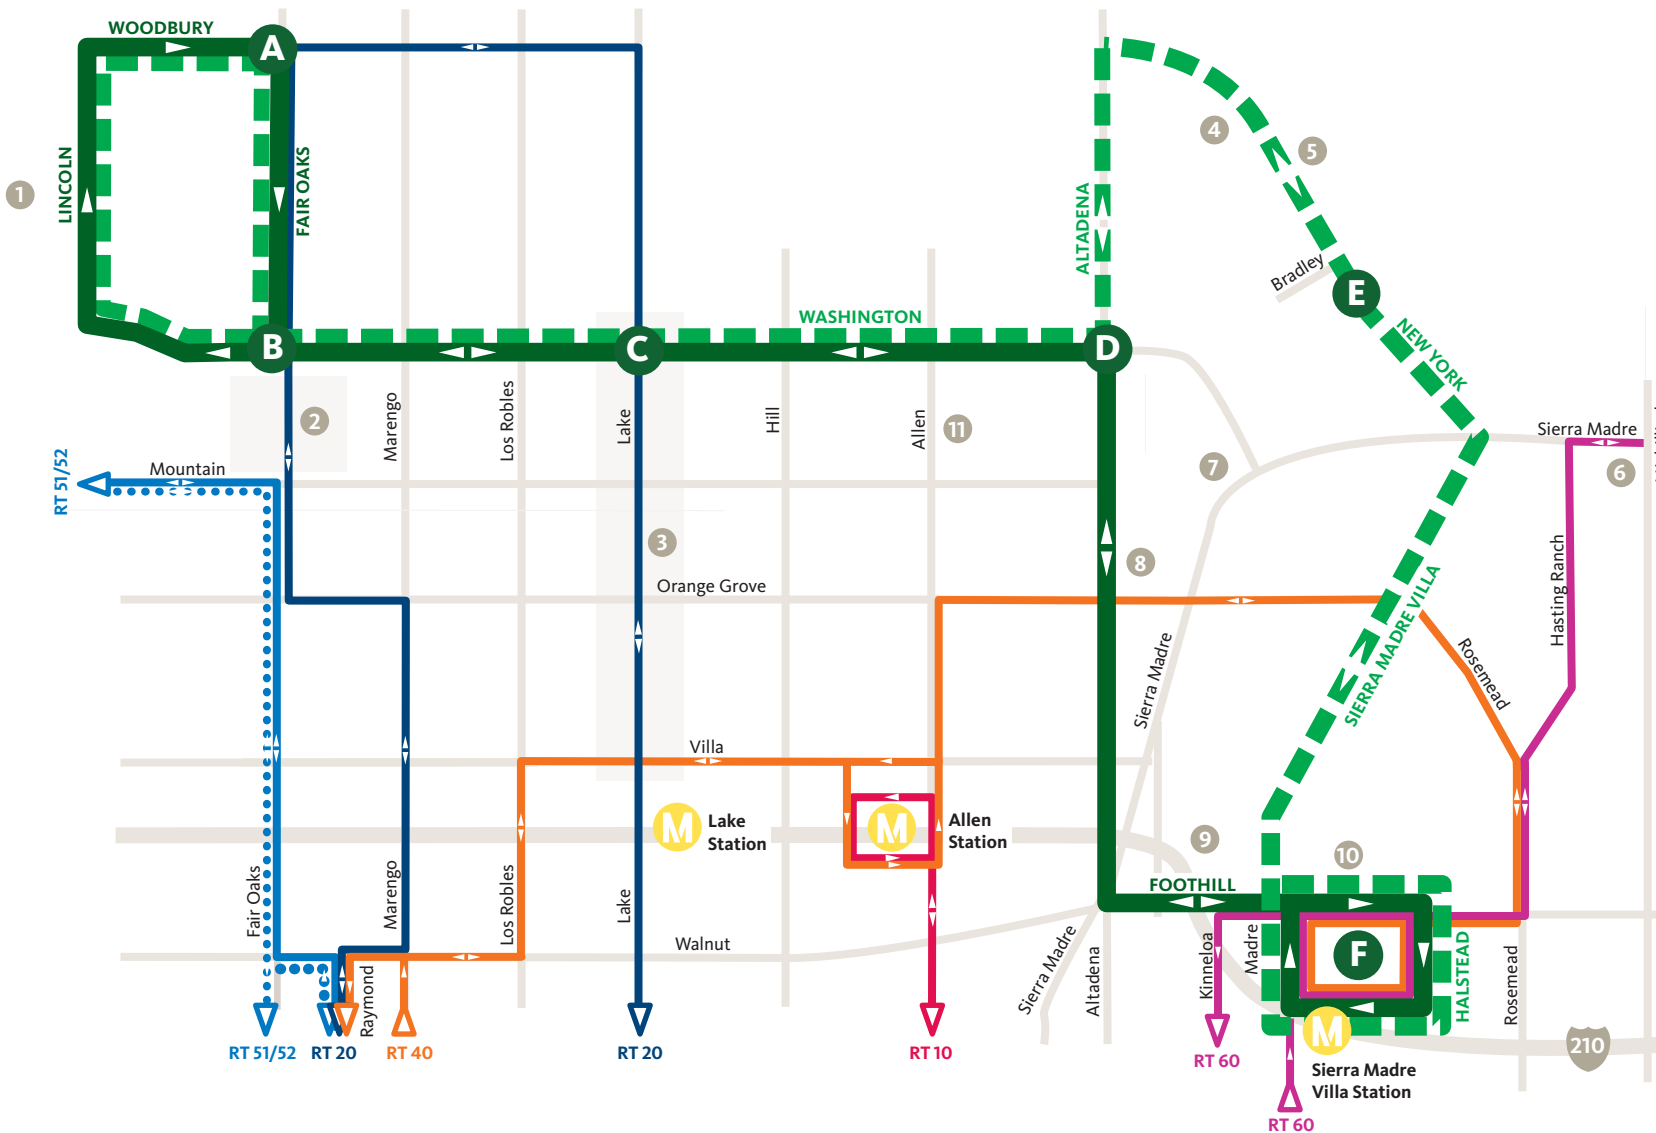 WOODBURY
A
LINCOLN
FAIR OAKS
1
4
5
ALTADENA
Bradley
E
WASHINGTON
NEW YORK
B
C
D
2
Marengo
Los Robles
Lake
Hill
Allen
11
7
Sierra Madre
6
RT 51/52
Mountain
3
8
Orange Grove
Hasting Ranch
Sierra Madre
SIERRA MADRE VILLA
Rosemead
Villa
M
Lake
Station
M
Allen
Station
9
10
Fair Oaks
Marengo
Los Robles
Lake
Walnut
FOOTHILL
Sierra Madre
Altadena
Kinneloa
Madre
F
HALSTEAD
Rosemead
Raymond
M
210
RT 51/52
RT 20
RT 40
RT 20
RT 10
RT 60
Sierra Madre
Villa Station
RT 60